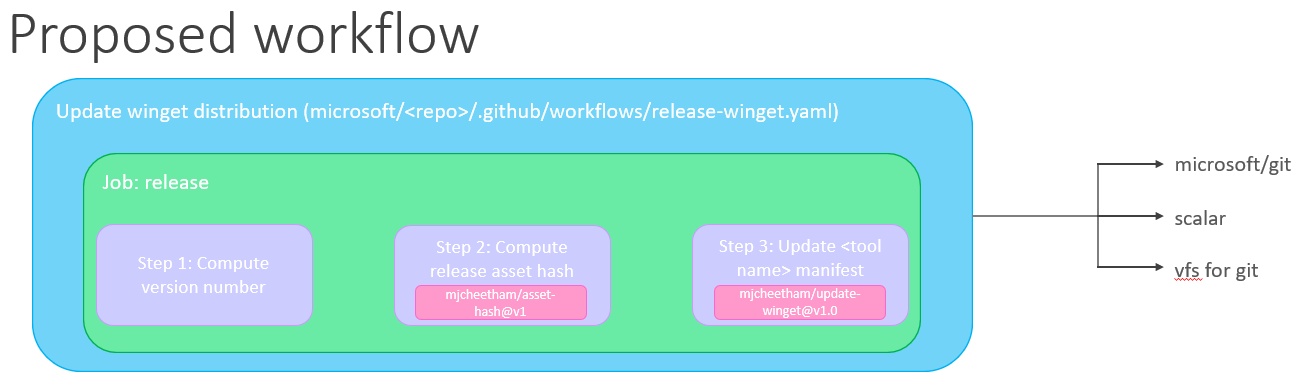 Proposed workflow
Update winget distribution (microsoft/<repo>/.github/workflows/release-winget.yaml)
Job: release
Step 1: Compute
version number
Step 2: Compute
release asset hash
mjcheetham/asset-
hash@v1
Step 3: Update <tool
name> manifest
mjcheetham/update-
winget@v1.0
microsoft/git
scalar
vfs for git